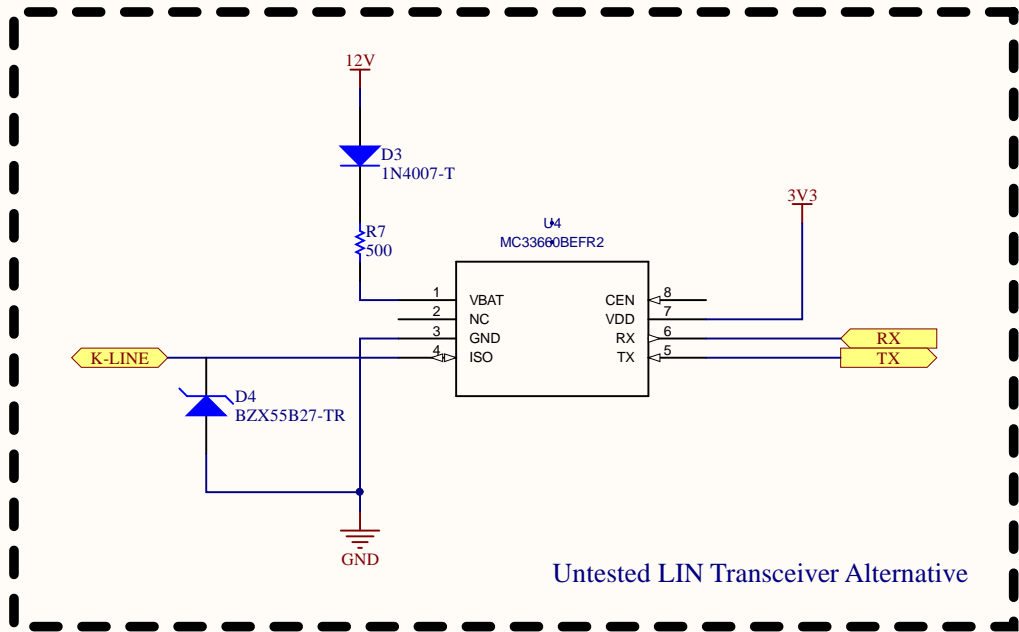 12V
D3
1N4007-T
R7
500
3V3
U4
MC33660BEFR2
1 VBAT CEN 8
2 NC VDD 7
3 GND RX 6
4 ISO TX 5
K-LINE
RX
TX
D4
BZX55B27-TR
GND
Untested LIN Transceiver Alternative